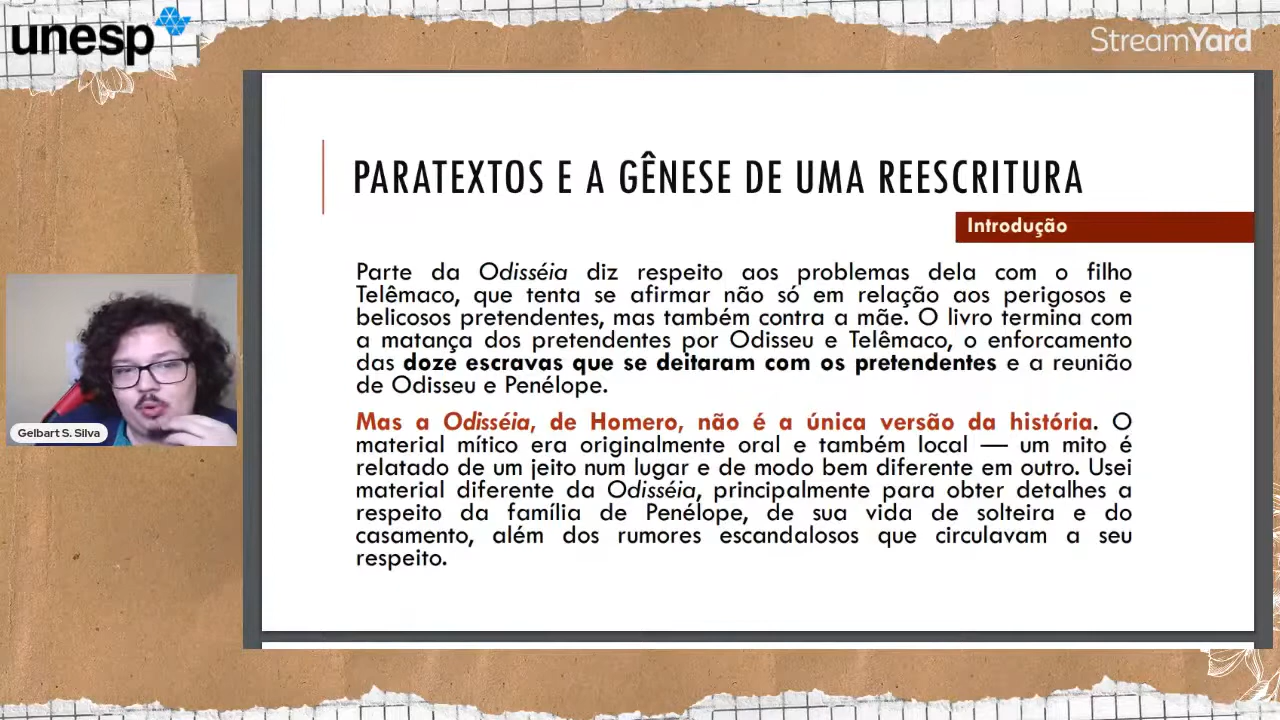 unesp
StreamYard
PARATEXTOS E A GÊNESE DE UMA REESCRITURA
Introdução
Parte da Odisséia diz respeito aos problemas dela com o filho
Telêmaco, que tenta se afirmar não só em relação aos perigosos e
belicosos pretendentes, mas também contra a mãe. O livro termina com
a matança dos pretendentes por Odisseu e Telêmaco, o enforcamento
das doze escravas que se deitaram com os pretendentes e a reunião
de Odisseu e Penélope.
Mas a Odisséia, de Homero, não é a única versão da história. O
material mítico era originalmente oral e também local — um mito é
relatado de um jeito num lugar e de modo bem diferente em outro. Usei
material diferente da Odisséia, principalmente para obter detalhes a
respeito da família de Penélope, de sua vida de solteira e do
casamento, além dos rumores escandalosos que circulavam a seu
respeito.
Gelbart S. Silva